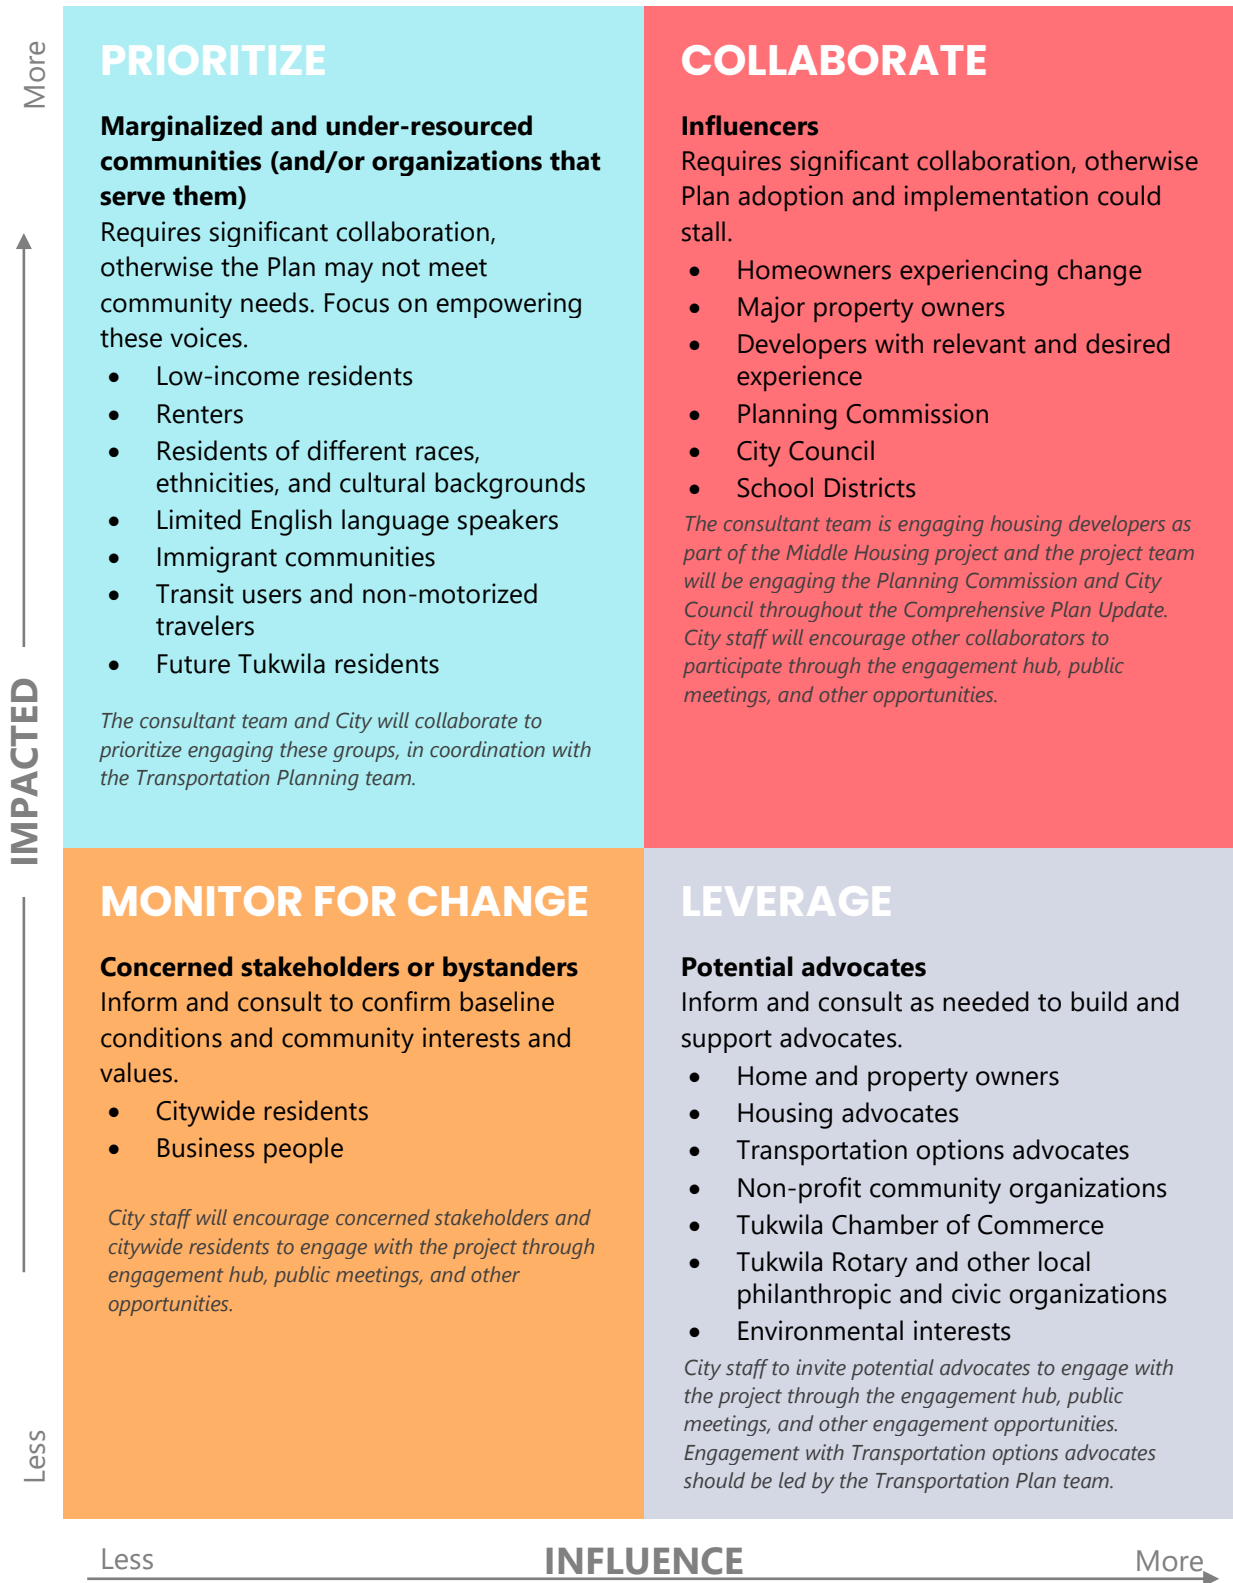 More
IMPACTED
Less
PRIORITIZE
Marginalized and under-resourced
communities (and/or organizations that
serve them)
Requires significant collaboration,
otherwise the Plan may not meet
community needs. Focus on empowering
these voices.
• Low-income residents
• Renters
• Residents of different races,
ethnicities, and cultural backgrounds
• Limited English language speakers
• Immigrant communities
• Transit users and non-motorized
travelers
• Future Tukwila residents
The consultant team and City will collaborate to
prioritize engaging these groups, in coordination with
the Transportation Planning team.
COLLABORATE
Influencers
Requires significant collaboration, otherwise
Plan adoption and implementation could
stall.
• Homeowners experiencing change
• Major property owners
• Developers with relevant and desired
experience
• Planning Commission
• City Council
• School Districts
The consultant team is engaging housing developers as
part of the Middle Housing project and the project team
will be engaging the Planning Commission and City
Council throughout the Comprehensive Plan Update.
City staff will encourage other collaborators to
participate through the engagement hub, public
meetings, and other opportunities.
MONITOR FOR CHANGE
Concerned stakeholders or bystanders
Inform and consult to confirm baseline
conditions and community interests and
values.
• Citywide residents
• Business people
City staff will encourage concerned stakeholders and
citywide residents to engage with the project through
engagement hub, public meetings, and other
opportunities.
LEVERAGE
Potential advocates
Inform and consult as needed to build and
support advocates.
• Home and property owners
• Housing advocates
• Transportation options advocates
• Non-profit community organizations
• Tukwila Chamber of Commerce
• Tukwila Rotary and other local
philanthropic and civic organizations
• Environmental interests
City staff to invite potential advocates to engage with
the project through the engagement hub, public
meetings, and other engagement opportunities.
Engagement with Transportation options advocates
should be led by the Transportation Plan team.
Less
INFLUENCE
More